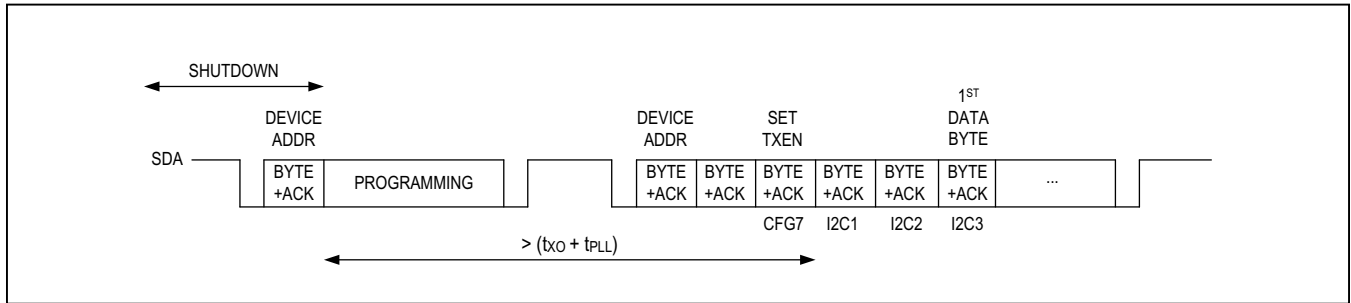 SHUTDOWN
DEVICE
ADDR
DEVICE
ADDR
SET
TXEN
1ST
DATA
BYTE
SDA
BYTE
+ACK
PROGRAMMING
BYTE
+ACK
BYTE
+ACK
BYTE
+ACK
BYTE
+ACK
BYTE
+ACK
BYTE
+ACK
...
CFG7
I2C1
I2C2
I2C3
> (tXO + tPLL)